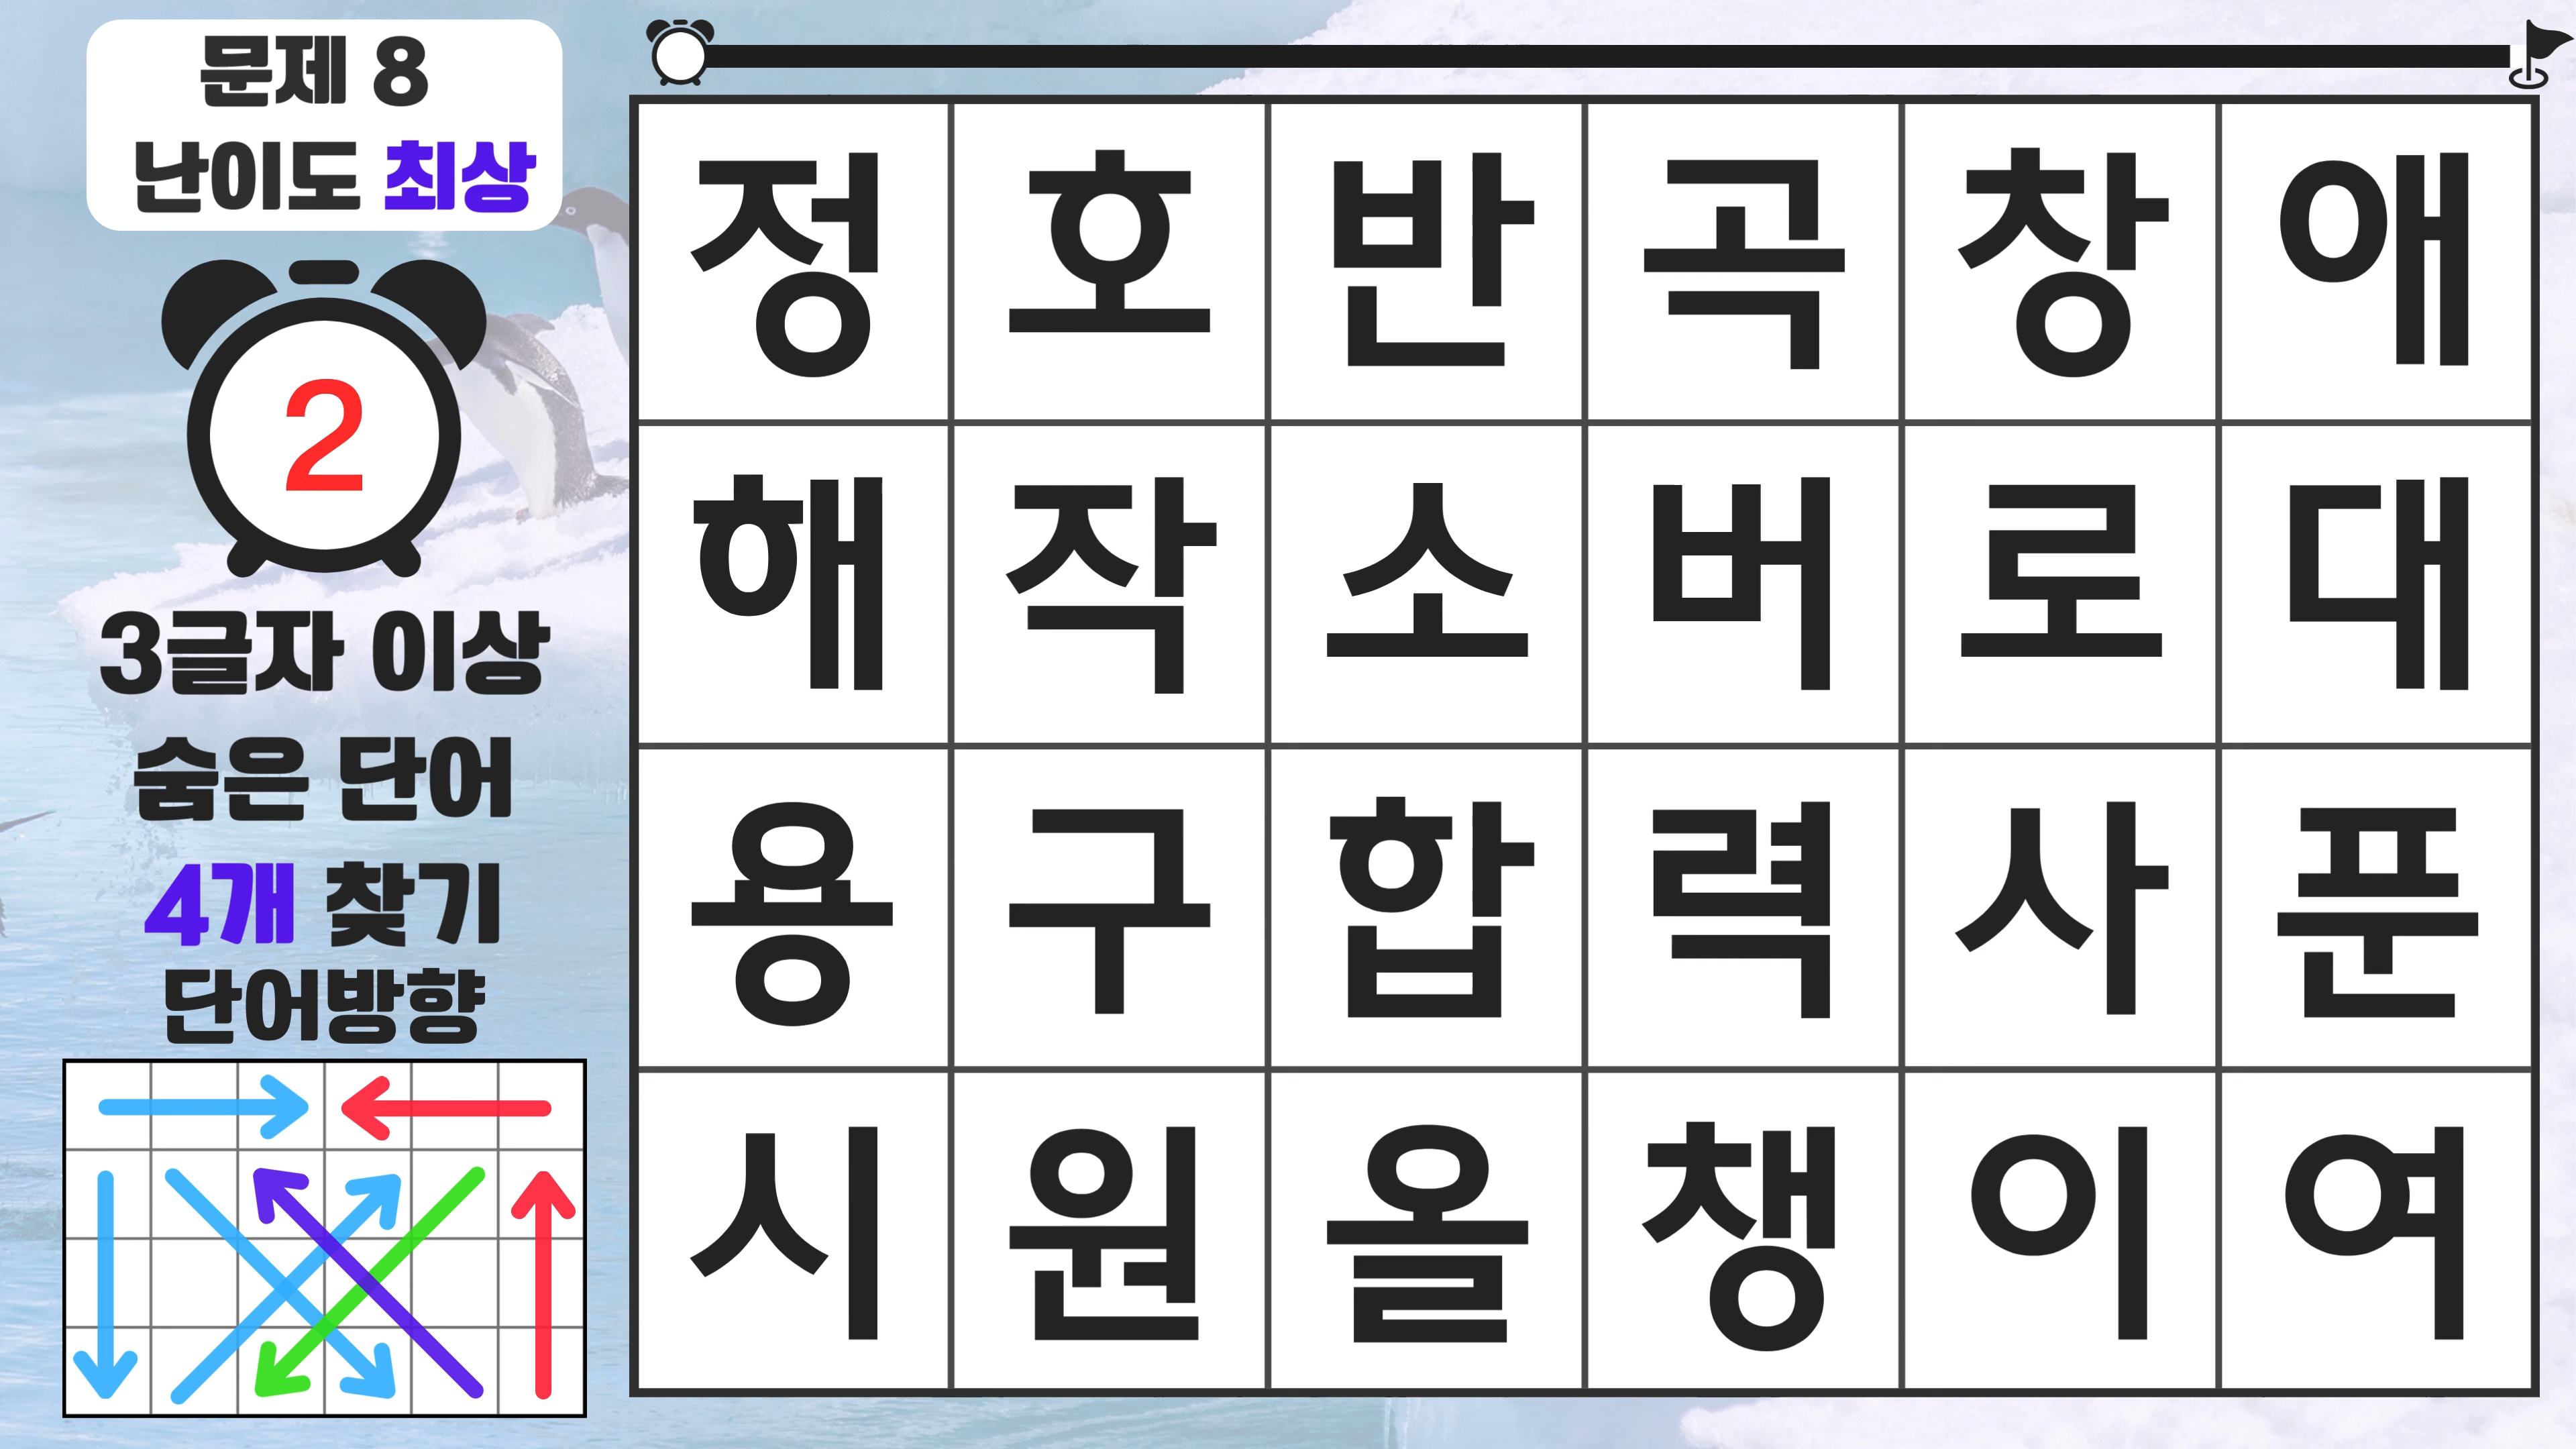 문제 8
난이도 최상
2
3글자 이상
숨은 단어
4개 찾기
단어방향
정 호 반 곡 창 애
해 작 소 버 로 대
용 구 합 력 사 푼
시 원 올 챙 이 여